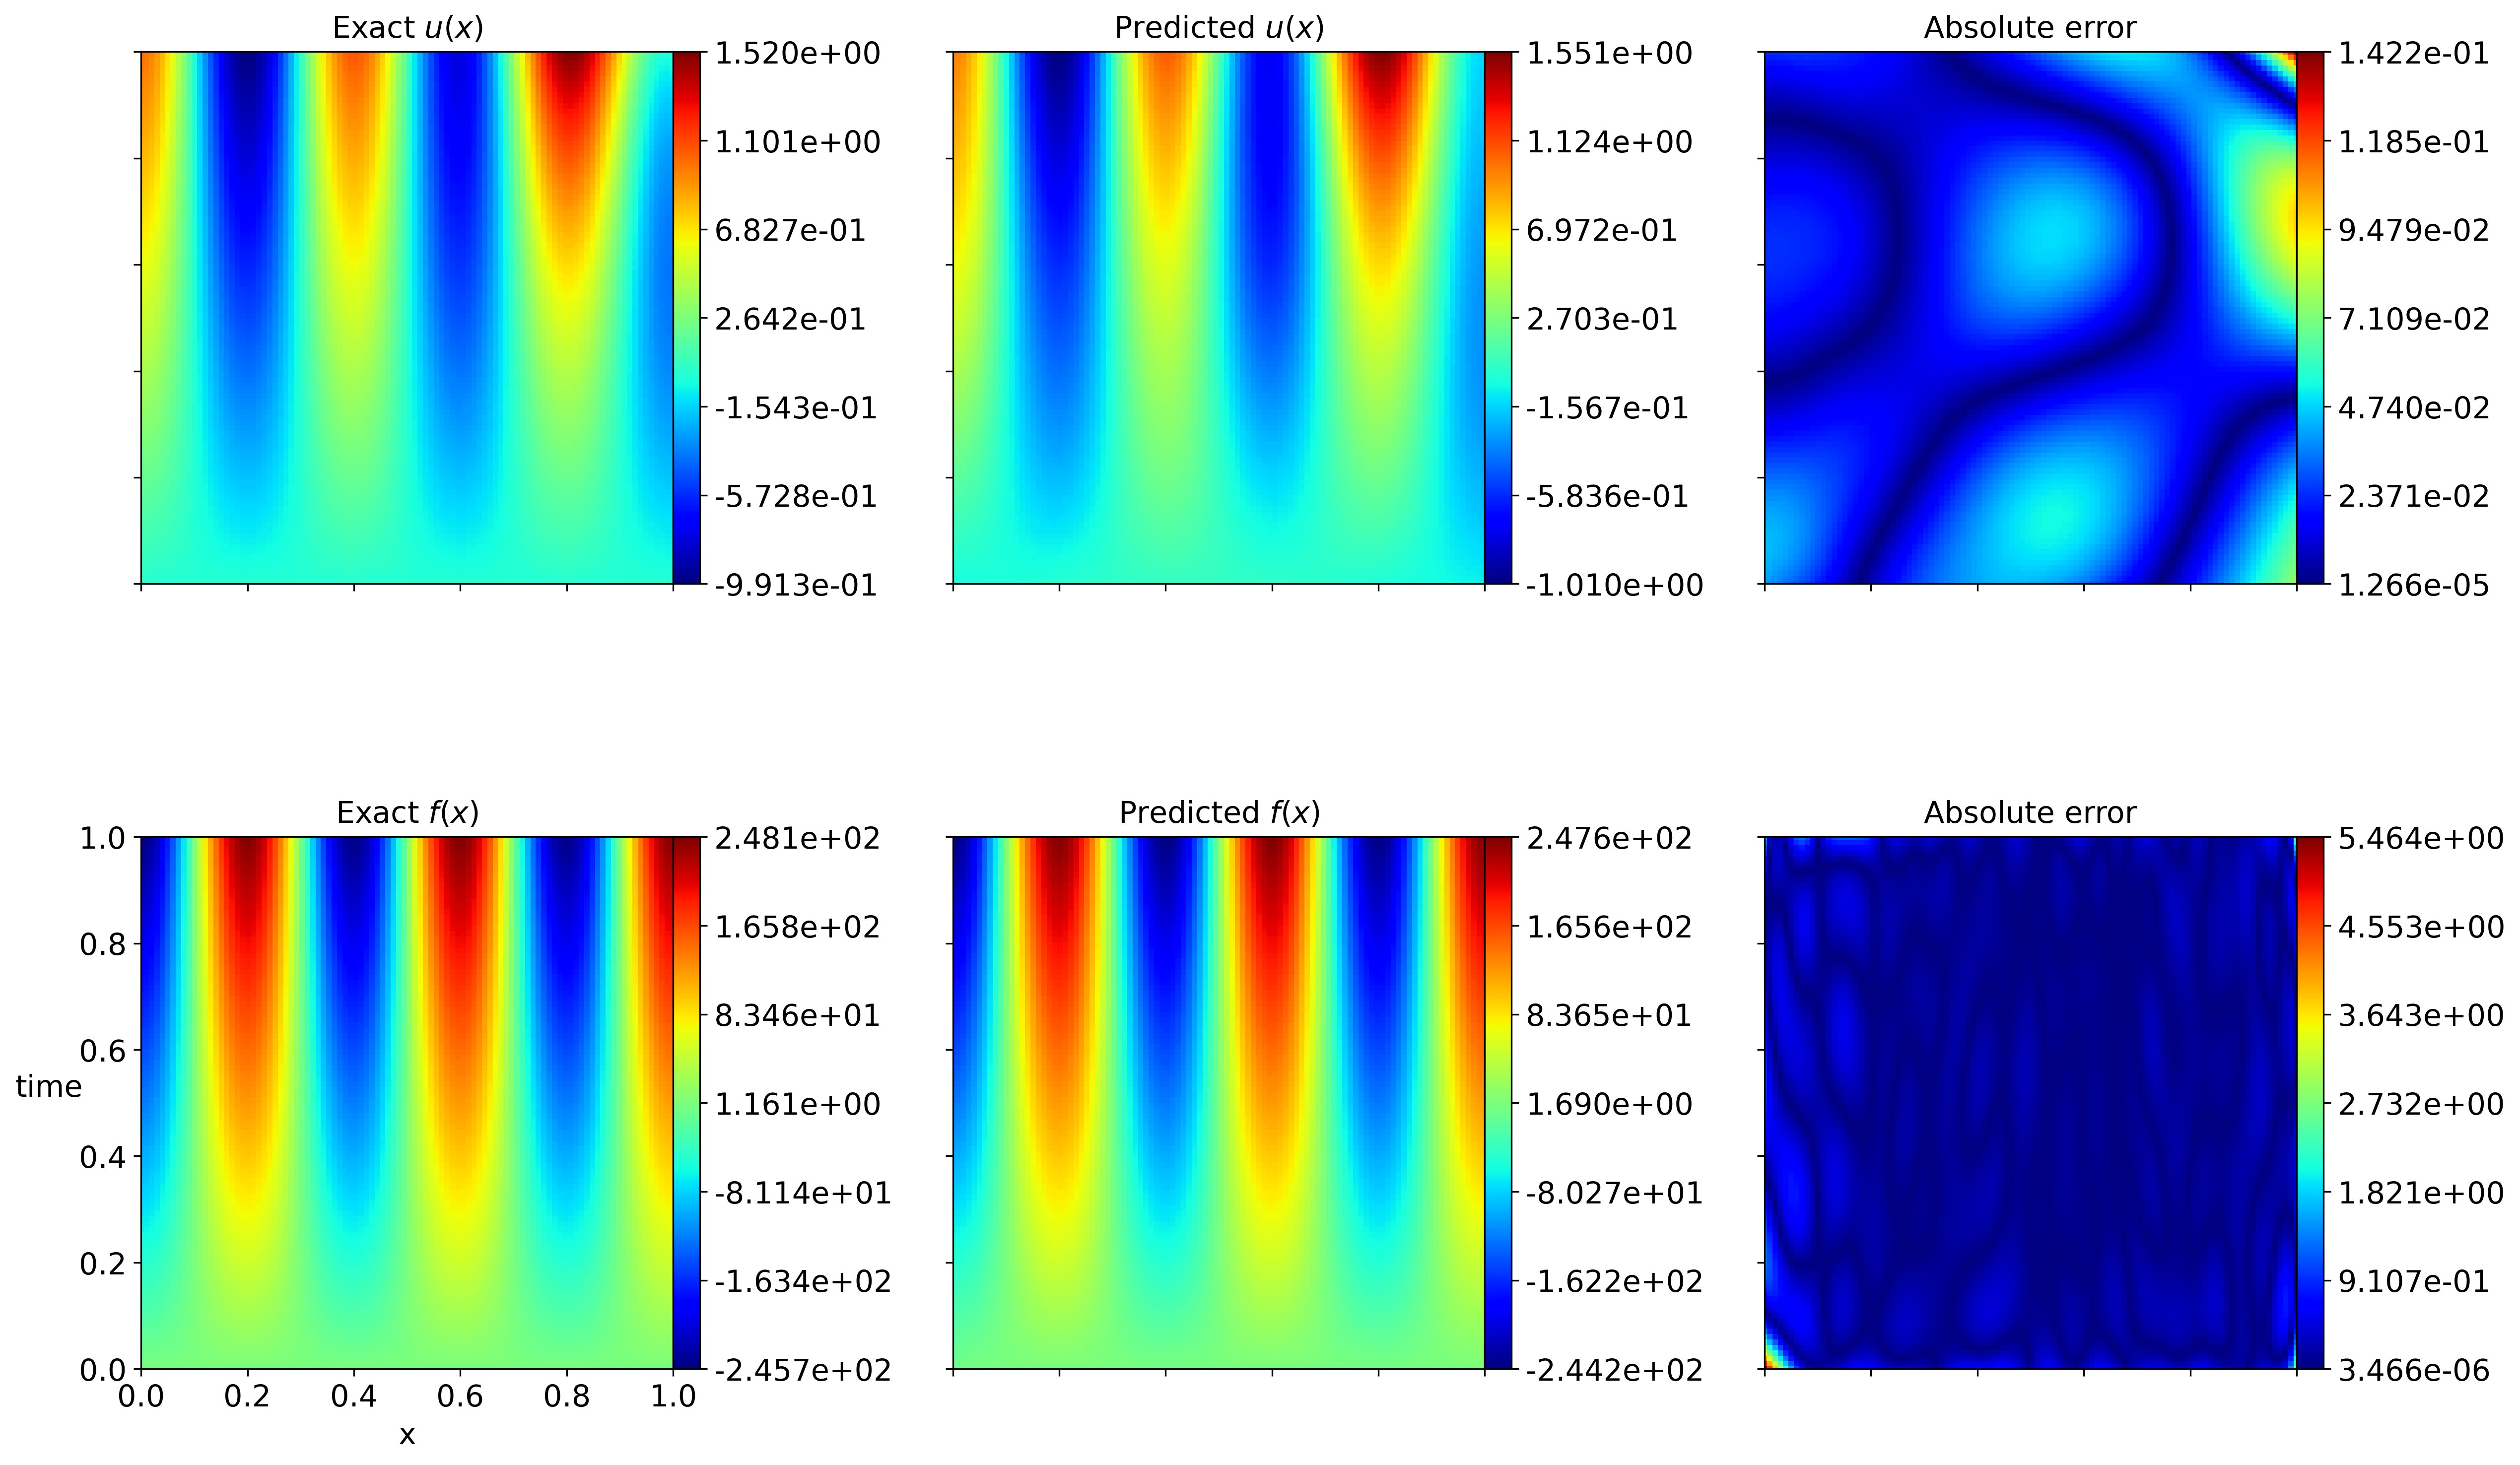 Exact u(x)
1.520e+00
1.101e+00
6.827e-01
2.642e-01
-1.543e-01
-5.728e-01
-9.913e-01
Predicted u(x)
1.551e+00
1.124e+00
6.972e-01
2.703e-01
-1.567e-01
-5.836e-01
-1.010e+00
Absolute error
1.422e-01
1.185e-01
9.479e-02
7.109e-02
4.740e-02
2.371e-02
1.266e-05
Exact f(x)
time
1.0
0.8
0.6
0.4
0.2
0.0
0.0 0.2 0.4 0.6 0.8 1.0
x
2.481e+02
1.658e+02
8.346e+01
1.161e+00
-8.114e+01
-1.634e+02
-2.457e+02
Predicted f(x)
2.476e+02
1.656e+02
8.365e+01
1.690e+00
-8.027e+01
-1.622e+02
-2.442e+02
Absolute error
5.464e+00
4.553e+00
3.643e+00
2.732e+00
1.821e+00
9.107e-01
3.466e-06